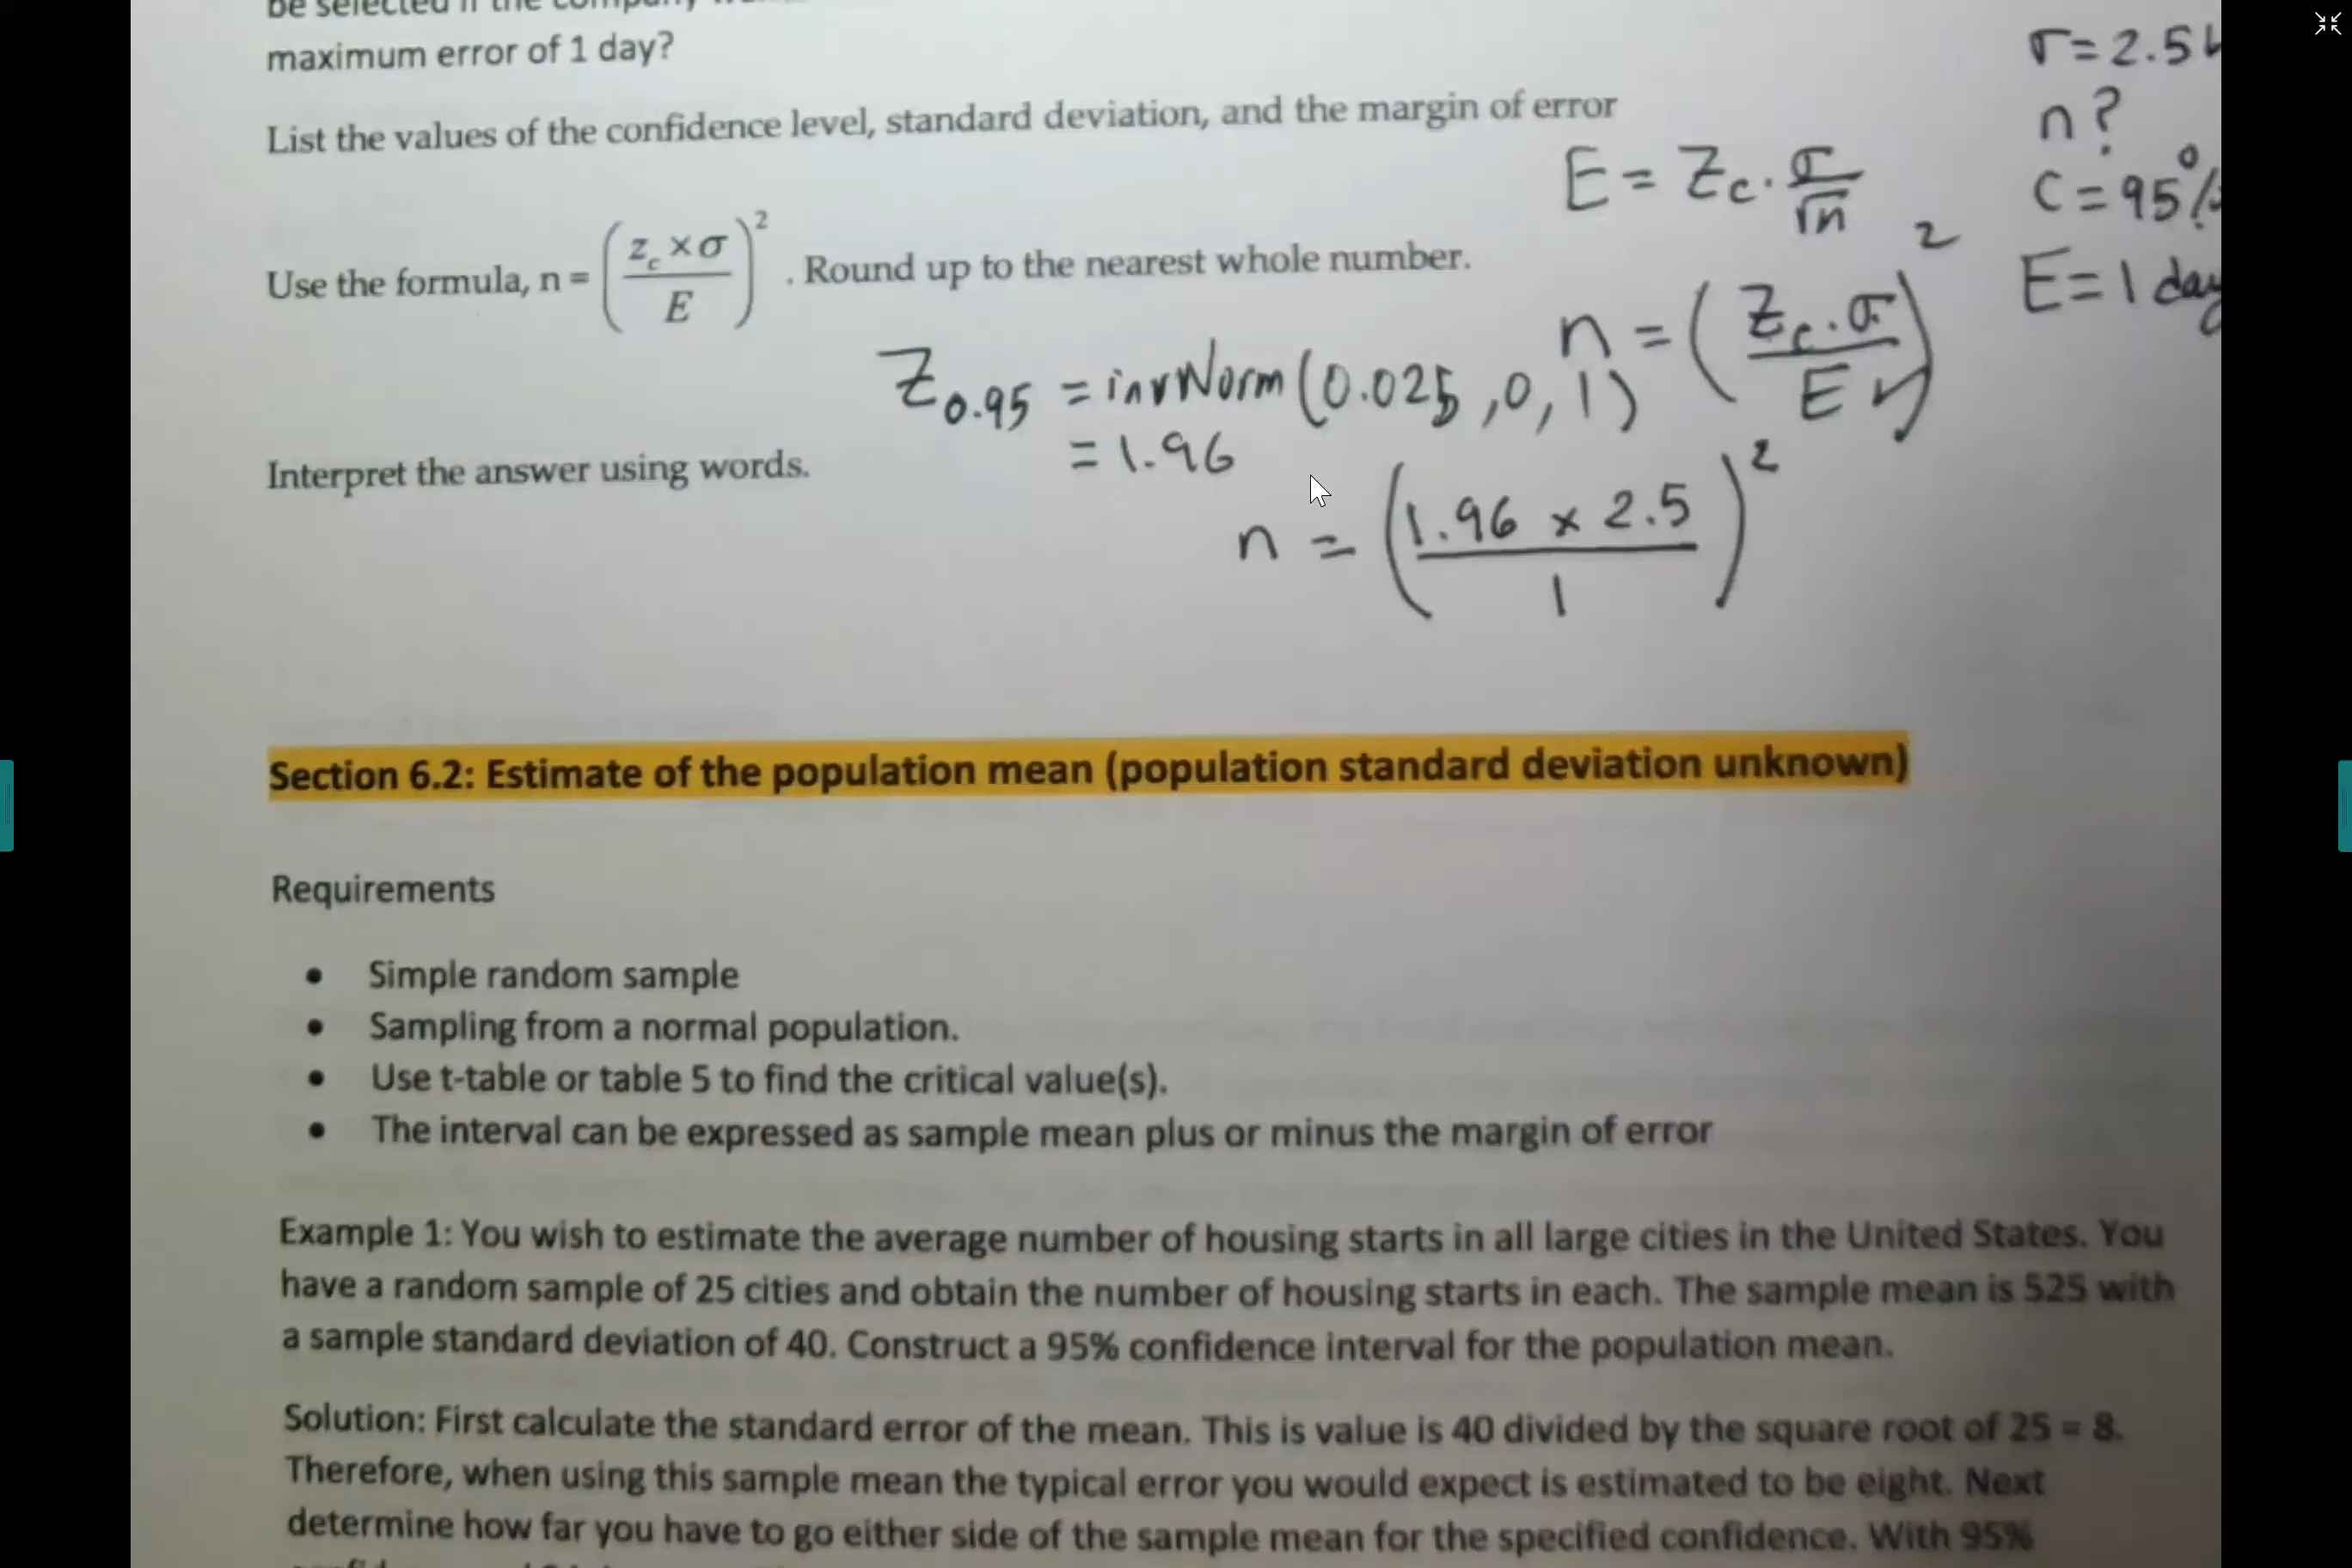 be selected if the company
maximum error of 1 day?
σ = 2.5
n?
C = 95%
E = 1 day
List the values of the confidence level, standard deviation, and the margin of error
E = Zc · σ/√n
Use the formula, n = (zc × σ / E)². Round up to the nearest whole number.
n = (Zc · σ / E)²
Z0.95 = invNorm(0.025, 0, 1)
= 1.96
Interpret the answer using words.
n = (1.96 × 2.5 / 1)²
Section 6.2: Estimate of the population mean (population standard deviation unknown)
Requirements
• Simple random sample
• Sampling from a normal population.
• Use t-table or table 5 to find the critical value(s).
• The interval can be expressed as sample mean plus or minus the margin of error
Example 1: You wish to estimate the average number of housing starts in all large cities in the United States. You
have a random sample of 25 cities and obtain the number of housing starts in each. The sample mean is 525 with
a sample standard deviation of 40. Construct a 95% confidence interval for the population mean.
Solution: First calculate the standard error of the mean. This is value is 40 divided by the square root of 25 = 8.
Therefore, when using this sample mean the typical error you would expect is estimated to be eight. Next
determine how far you have to go either side of the sample mean for the specified confidence. With 95%